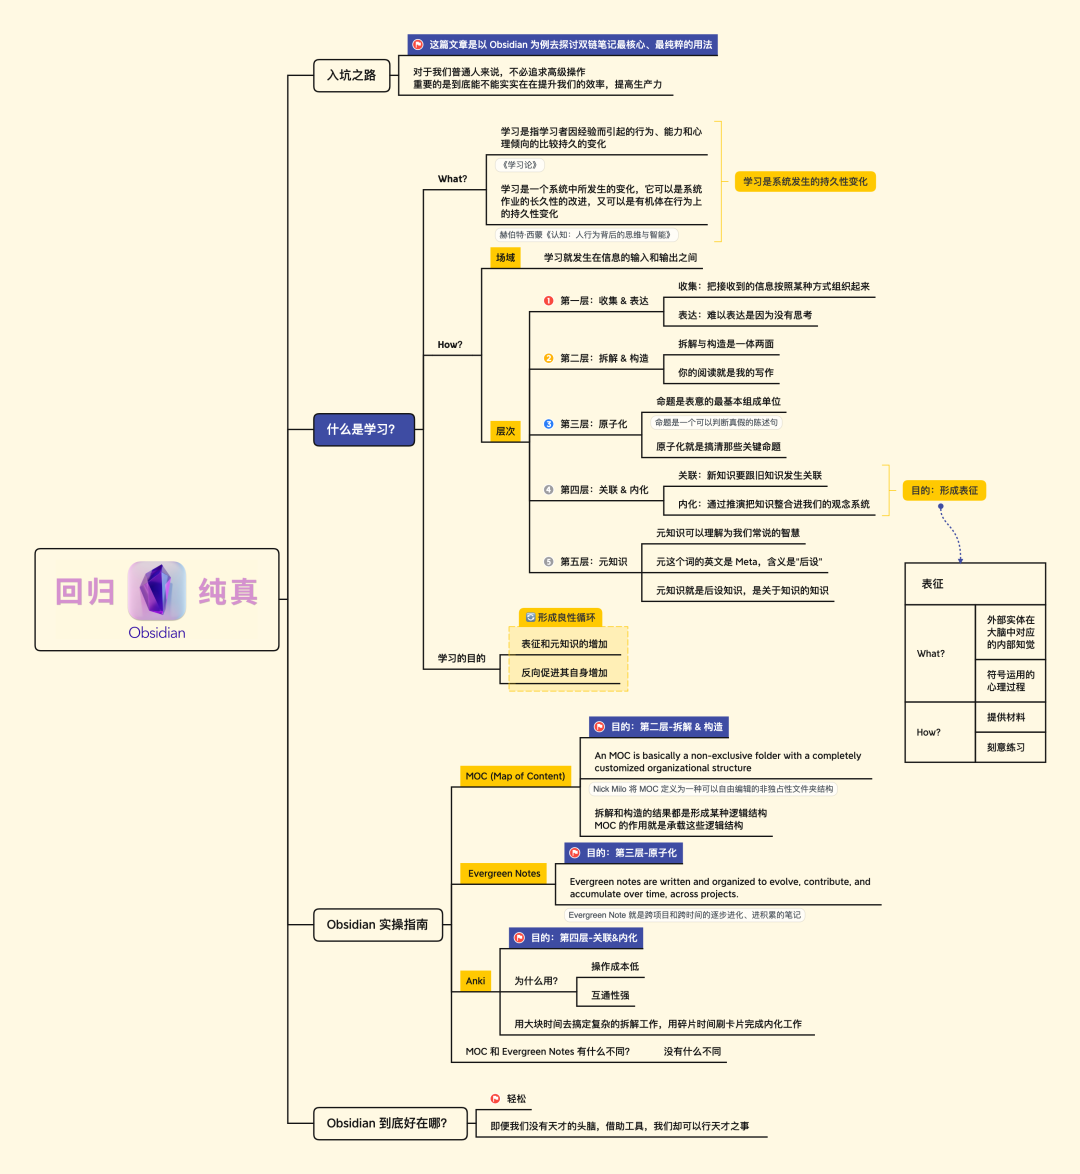 回归
纯真
Obsidian
入坑之路
这篇文章是以 Obsidian 为例去探讨双链笔记最核心、最纯粹的用法
对于我们普通人来说，不必追求高级操作
重要的是到底能不能实实在在提升我们的效率，提高生产力
什么是学习？
What?
学习是指学习者因经验而引起的行为、能力和心
理倾向的比较持久的变化
《学习论》
学习是一个系统中所发生的变化，它可以是系统
作业的长久性的改进，又可以是有机体在行为上
的持久性变化
赫伯特·西蒙《认知：人行为背后的思维与智能》
学习是系统发生的持久性变化
How?
场域
学习就发生在信息的输入和输出之间
层次
1 第一层：收集 & 表达
收集：把接收到的信息按照某种方式组织起来
表达：难以表达是因为没有思考
2 第二层：拆解 & 构造
拆解与构造是一体两面
你的阅读就是我的写作
3 第三层：原子化
命题是表意的最基本组成单位
命题是一个可以判断真假的陈述句
原子化就是搞清那些关键命题
4 第四层：关联 & 内化
关联：新知识要跟旧知识发生关联
内化：通过推演把知识整合进我们的观念系统
目的：形成表征
表征
What?
外部实体在
大脑中对应
的内部知觉
符号运用的
心理过程
How?
提供材料
刻意练习
5 第五层：元知识
元知识可以理解为我们常说的智慧
元这个词的英文是 Meta，含义是“后设”
元知识就是后设知识，是关于知识的知识
学习的目的
形成良性循环
表征和元知识的增加
反向促进其自身增加
Obsidian 实操指南
MOC (Map of Content)
目的：第二层-拆解 & 构造
An MOC is basically a non-exclusive folder with a completely
customized organizational structure
Nick Milo 将 MOC 定义为一种可以自由编辑的非独占性文件夹结构
拆解和构造的结果都是形成某种逻辑结构
MOC 的作用就是承载这些逻辑结构
Evergreen Notes
目的：第三层-原子化
Evergreen notes are written and organized to evolve, contribute, and
accumulate over time, across projects.
Evergreen Note 就是跨项目和跨时间的逐步进化、进积累的笔记
Anki
目的：第四层-关联&内化
为什么用？
操作成本低
互通性强
用大块时间去搞定复杂的拆解工作，用碎片时间刷卡片完成内化工作
MOC 和 Evergreen Notes 有什么不同？
没有什么不同
Obsidian 到底好在哪？
轻松
即便我们没有天才的头脑，借助工具，我们却可以行天才之事